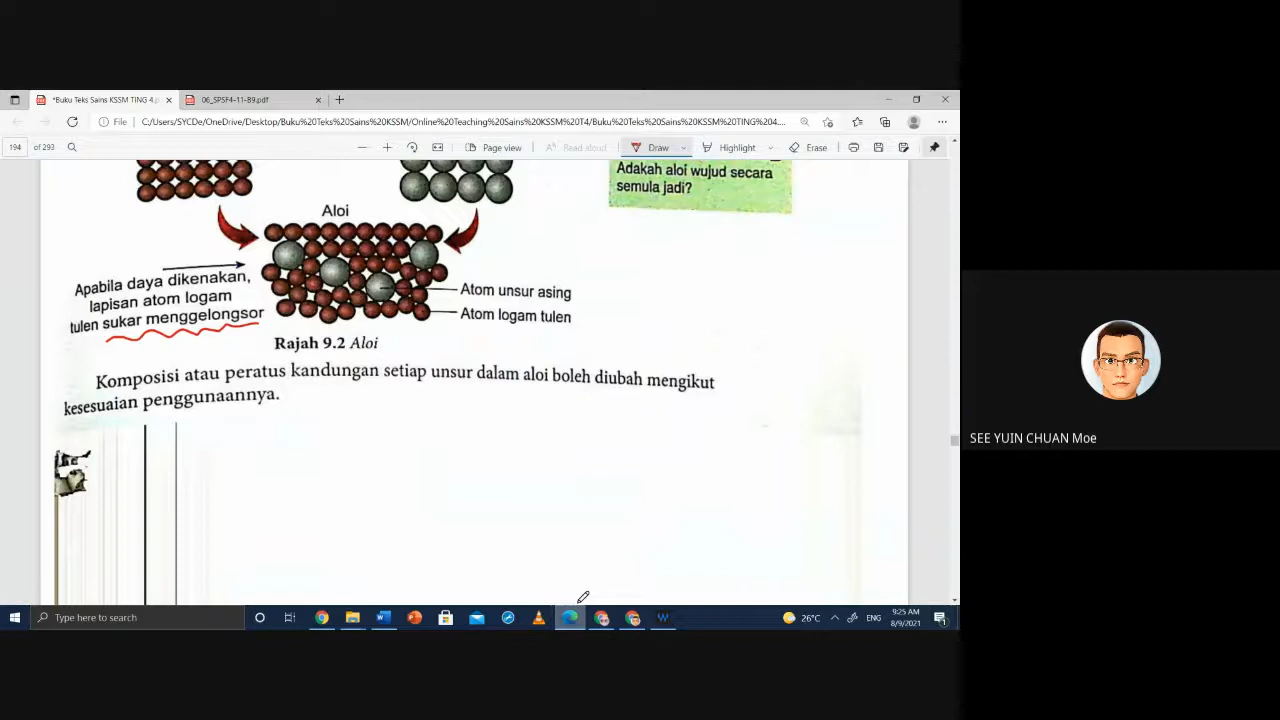 *Buku Teks Sains KSSM TING 4.p
06_SPSF4-11-B9.pdf
File
C:/Users/SYCDe/OneDrive/Desktop/Buku%20Teks%20Sains%20KSSM/Online%20Teaching%20Sains%20KSSM%20T4/Buku%20Teks%20Sains%20KSSM%20TING%204....
194 of 293
Page view
Read aloud
Draw
Highlight
Erase
Adakah aloi wujud secara
semula jadi?
Aloi
Apabila daya dikenakan,
lapisan atom logam
tulen sukar menggelongsor
Atom unsur asing
Atom logam tulen
Rajah 9.2 Aloi
Komposisi atau peratus kandungan setiap unsur dalam aloi boleh diubah mengikut
kesesuaian penggunaannya.
SEE YUIN CHUAN Moe
Type here to search
26°C
ENG
9:25 AM
8/9/2021